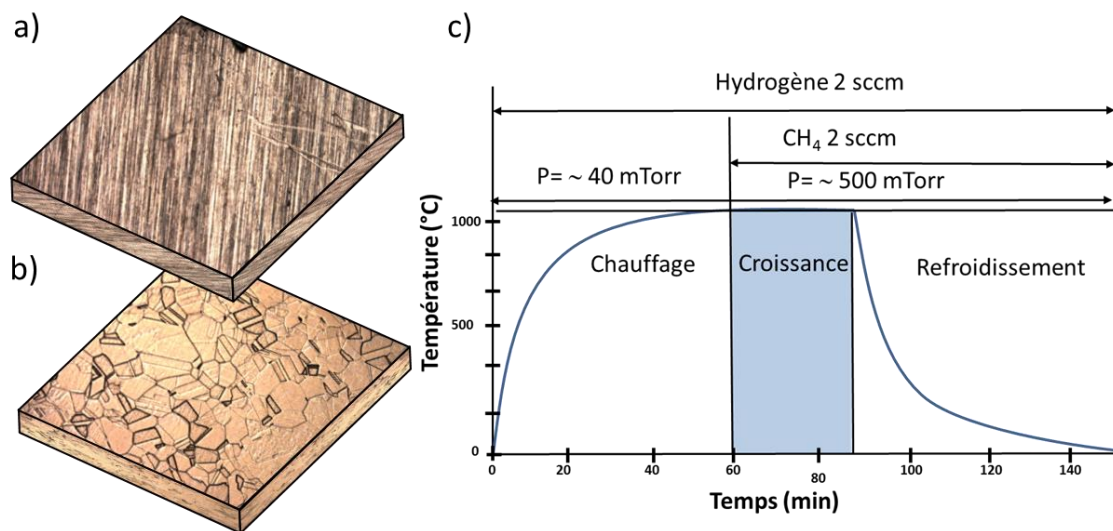 a)
b)
c)
Hydrogène 2 sccm
CH₄ 2 sccm
P= ~ 40 mTorr
P= ~ 500 mTorr
Chauffage
Croissance
Refroidissement
Température (°C)
1000
500
0
0
20
40
60
80
100
120
140
Temps (min)